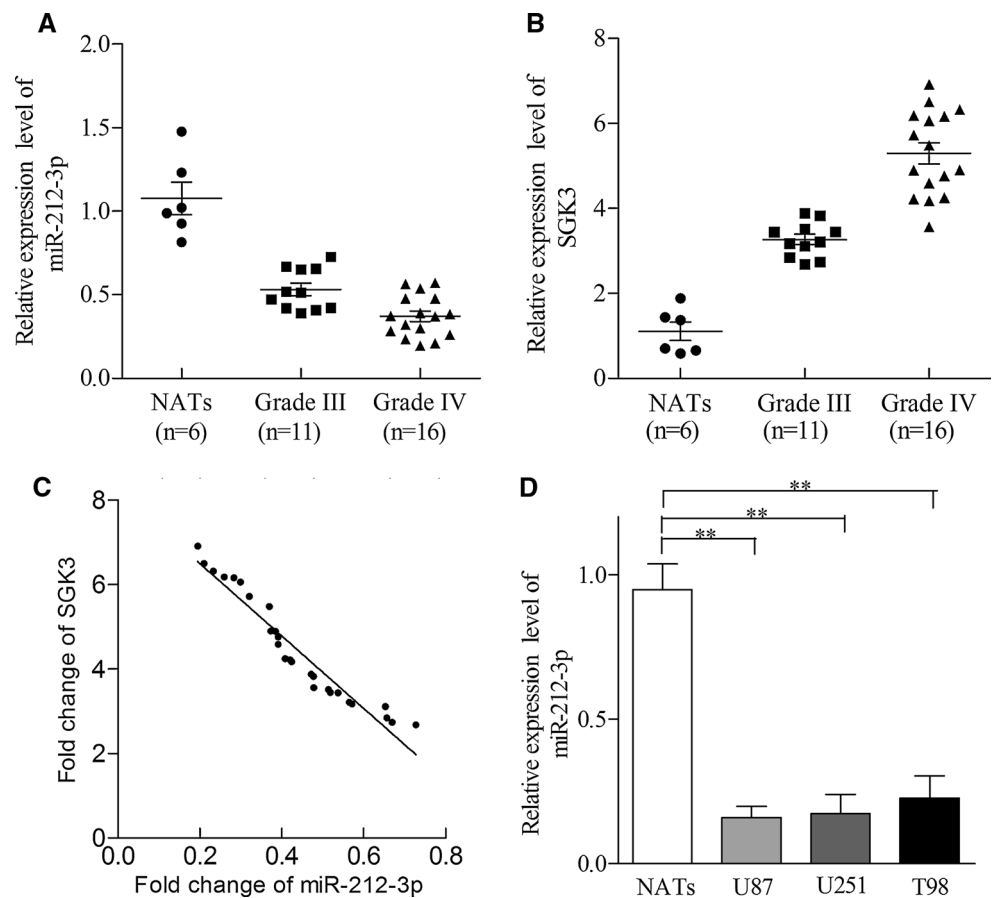 A
Relative expression level of
miR-212-3p
2.0
1.5
1.0
0.5
0.0
NATs
(n=6)
Grade III
(n=11)
Grade IV
(n=16)
B
Relative expression level of
SGK3
8
6
4
2
0
NATs
(n=6)
Grade III
(n=11)
Grade IV
(n=16)
C
Fold change of SGK3
8
6
4
2
0
0.0 0.2 0.4 0.6 0.8
Fold change of miR-212-3p
D
Relative expression level of
miR-212-3p
**
**
**
1.0
0.5
0.0
NATs U87 U251 T98